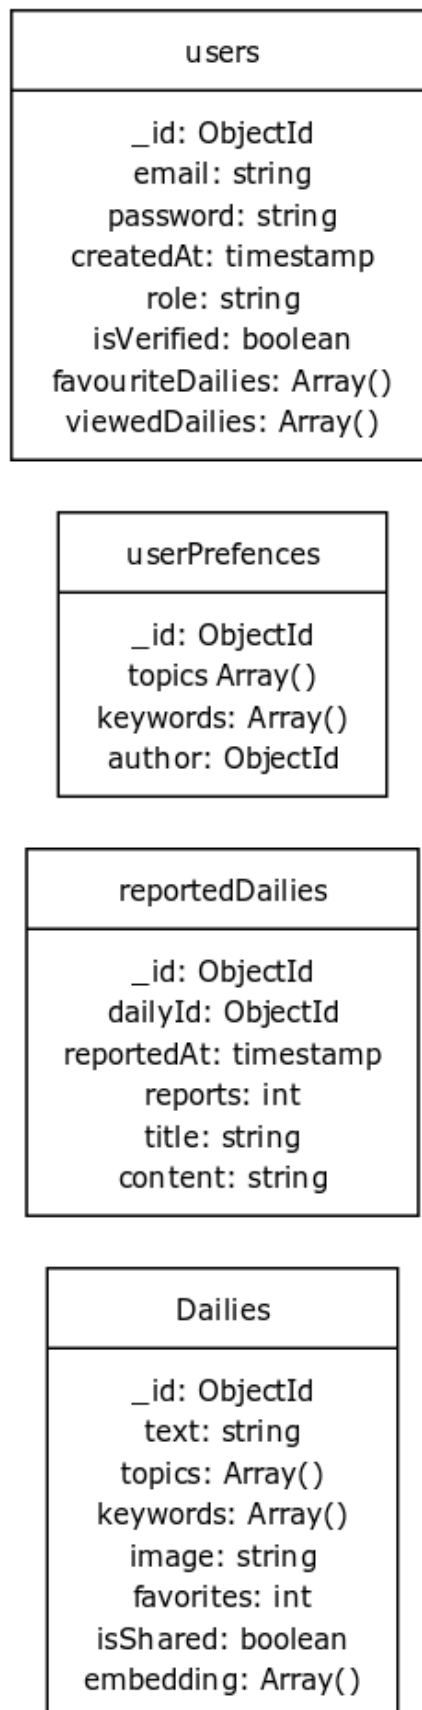 users
_id: ObjectId
email: string
password: string
createdAt: timestamp
role: string
isVerified: boolean
favouriteDailies: Array()
viewedDailies: Array()
userPrefences
_id: ObjectId
topics Array()
keywords: Array()
author: ObjectId
reportedDailies
_id: ObjectId
dailyId: ObjectId
reportedAt: timestamp
reports: int
title: string
content: string
Dailies
_id: ObjectId
text: string
topics: Array()
keywords: Array()
image: string
favorites: int
isShared: boolean
embedding: Array()